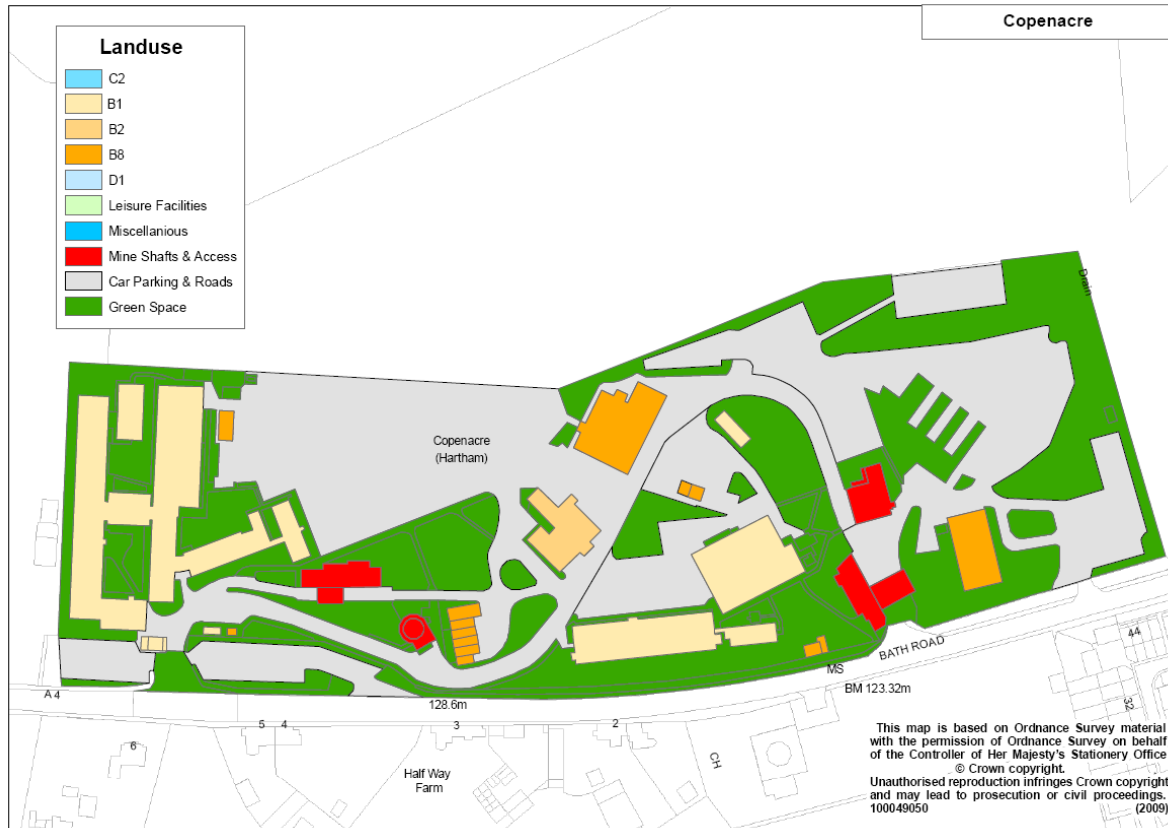 Copenacre
Landuse
C2
B1
B2
B8
D1
Leisure Facilities
Miscellanious
Mine Shafts & Access
Car Parking & Roads
Green Space
Drain
Copenacre
(Hartham)
A 4
128.6m
MS
BATH ROAD
BM 123.32m
44
32
5
4
3
2
6
CH
Half Way
Farm
This map is based on Ordnance Survey material
with the permission of Ordnance Survey on behalf
of the Controller of Her Majesty's Stationery Office
© Crown copyright.
Unauthorised reproduction infringes Crown copyright
and may lead to prosecution or civil proceedings.
100049050 (2009)